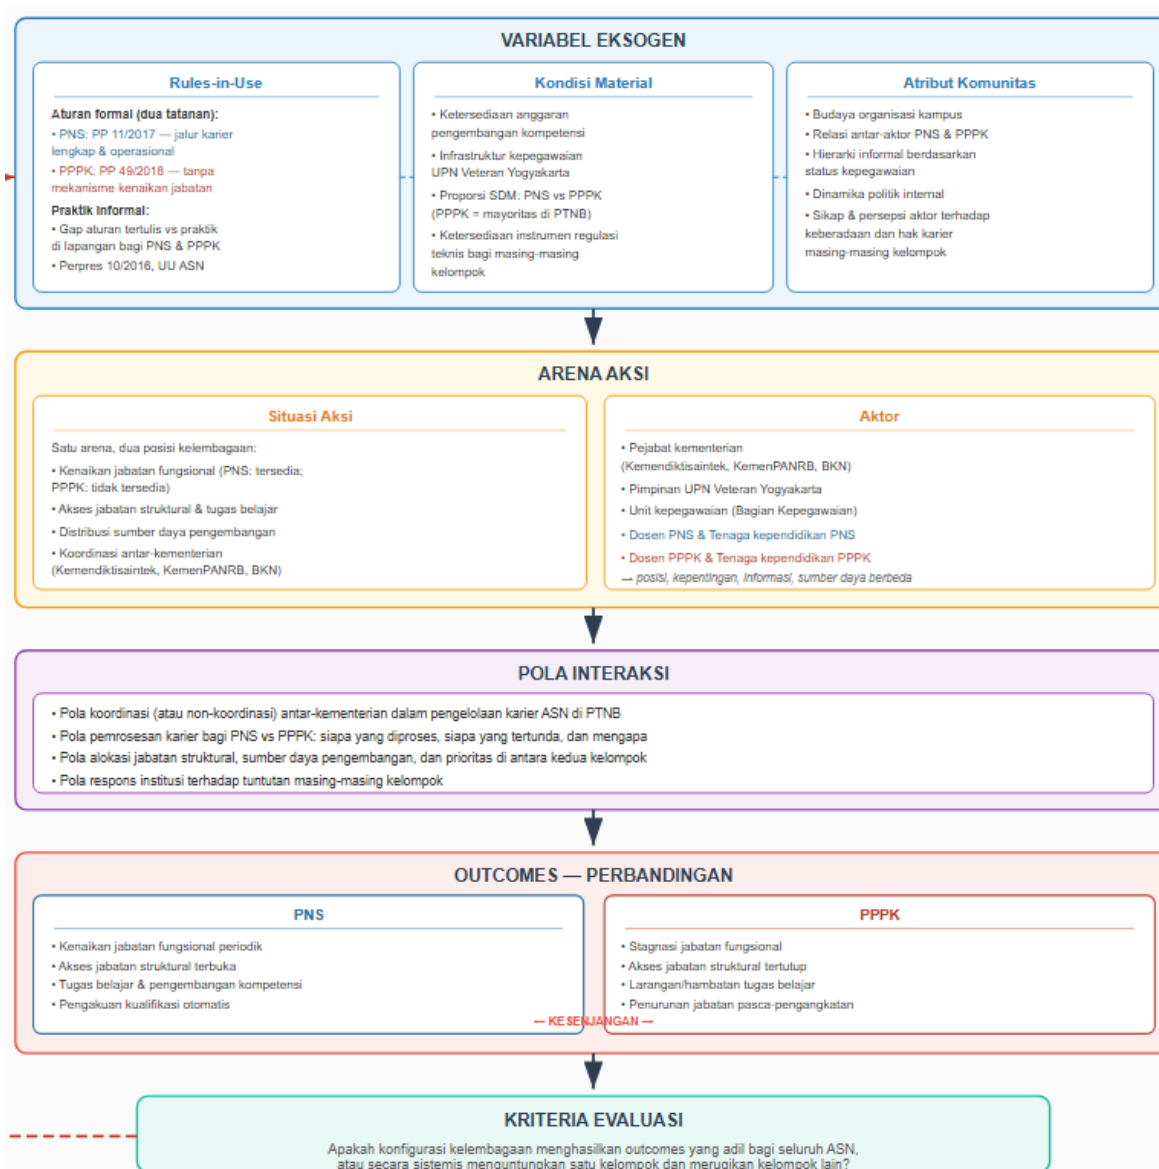 VARIABEL EKSOGEN
Rules-in-Use
Aturan formal (dua tatanan):
• PNS: PP 11/2017 — jalur karier
lengkap & operasional
• PPPK: PP 49/2018 — tanpa
mekanisme kenaikan jabatan
Praktik Informal:
• Gap aturan tertulis vs praktik
di lapangan bagi PNS & PPPK
• Perpres 10/2016, UU ASN
Kondisi Material
• Ketersediaan anggaran
pengembangan kompetensi
• Infrastruktur kepegawaian
UPN Veteran Yogyakarta
• Proporsi SDM: PNS vs PPPK
(PPPK = mayoritas di PTNB)
• Ketersediaan instrumen regulasi
teknis bagi masing-masing
kelompok
Atribut Komunitas
• Budaya organisasi kampus
• Relasi antar-aktor PNS & PPPK
• Hierarki informal berdasarkan
status kepegawaian
• Dinamika politik internal
• Sikap & persepsi aktor terhadap
keberadaan dan hak karier
masing-masing kelompok
ARENA AKSI
Situasi Aksi
Satu arena, dua posisi kelembagaan:
• Kenaikan jabatan fungsional (PNS: tersedia;
PPPK: tidak tersedia)
• Akses jabatan struktural & tugas belajar
• Distribusi sumber daya pengembangan
• Koordinasi antar-kementerian
(Kemendiktisaintek, KemenPANRB, BKN)
Aktor
• Pejabat kementerian
(Kemendiktisaintek, KemenPANRB, BKN)
• Pimpinan UPN Veteran Yogyakarta
• Unit kepegawaian (Bagian Kepegawaian)
• Dosen PNS & Tenaga kependidikan PNS
• Dosen PPPK & Tenaga kependidikan PPPK
→ posisi, kepentingan, informasi, sumber daya berbeda
POLA INTERAKSI
• Pola koordinasi (atau non-koordinasi) antar-kementerian dalam pengelolaan karier ASN di PTNB
• Pola pemrosesan karier bagi PNS vs PPPK: siapa yang diproses, siapa yang tertunda, dan mengapa
• Pola alokasi jabatan struktural, sumber daya pengembangan, dan prioritas di antara kedua kelompok
• Pola respons institusi terhadap tuntutan masing-masing kelompok
OUTCOMES — PERBANDINGAN
PNS
• Kenaikan jabatan fungsional periodik
• Akses jabatan struktural terbuka
• Tugas belajar & pengembangan kompetensi
• Pengakuan kualifikasi otomatis
PPPK
• Stagnasi jabatan fungsional
• Akses jabatan struktural tertutup
• Larangan/hambatan tugas belajar
• Penurunan jabatan pasca-pengangkatan
← KESENJANGAN →
KRITERIA EVALUASI
Apakah konfigurasi kelembagaan menghasilkan outcomes yang adil bagi seluruh ASN,
atau secara sistemis menguntungkan satu kelompok dan merugikan kelompok lain?